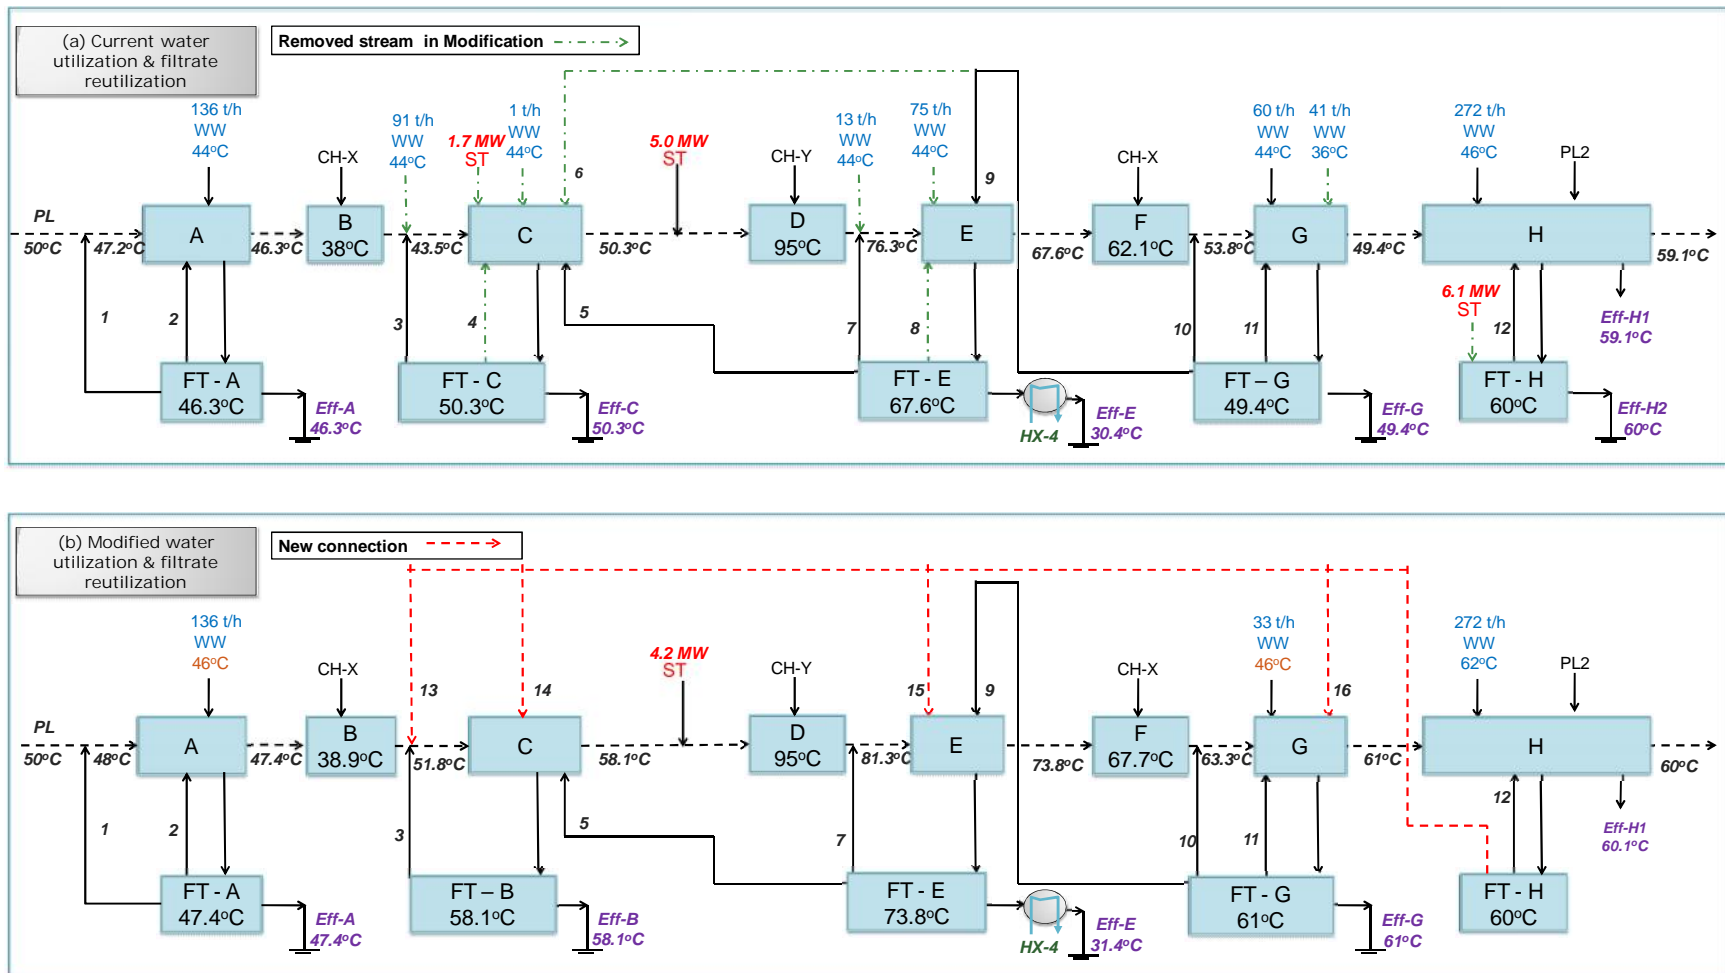 (a) Current water
utilization & filtrate
reutilization
Removed stream in Modification
136 t/h
WW
44°C
CH-X
91 t/h
WW
44°C
1.7 MW
ST
1 t/h
WW
44°C
6
5.0 MW
ST
CH-Y
13 t/h
WW
44°C
75 t/h
WW
44°C
9
CH-X
60 t/h
WW
44°C
41 t/h
WW
36°C
272 t/h
WW
46°C
PL2
PL
50°C
47.2°C
A
46.3°C
B
38°C
43.5°C
C
50.3°C
D
95°C
76.3°C
E
67.6°C
F
62.1°C
53.8°C
G
49.4°C
H
59.1°C
1
2
3
4
5
7
8
10
11
6.1 MW
ST
12
Eff-H1
59.1°C
FT - A
46.3°C
Eff-A
46.3°C
FT - C
50.3°C
Eff-C
50.3°C
FT - E
67.6°C
HX-4
Eff-E
30.4°C
FT – G
49.4°C
Eff-G
49.4°C
FT - H
60°C
Eff-H2
60°C
(b) Modified water
utilization & filtrate
reutilization
New connection
136 t/h
WW
46°C
CH-X
13
14
4.2 MW
ST
CH-Y
15
9
CH-X
33 t/h
WW
46°C
16
272 t/h
WW
62°C
PL2
PL
50°C
48°C
A
47.4°C
B
38.9°C
51.8°C
C
58.1°C
D
95°C
81.3°C
E
73.8°C
F
67.7°C
63.3°C
G
61°C
H
60°C
1
2
3
5
7
10
11
12
Eff-H1
60.1°C
FT - A
47.4°C
Eff-A
47.4°C
FT – B
58.1°C
Eff-B
58.1°C
FT - E
73.8°C
HX-4
Eff-E
31.4°C
FT - G
61°C
Eff-G
61°C
FT - H
60°C